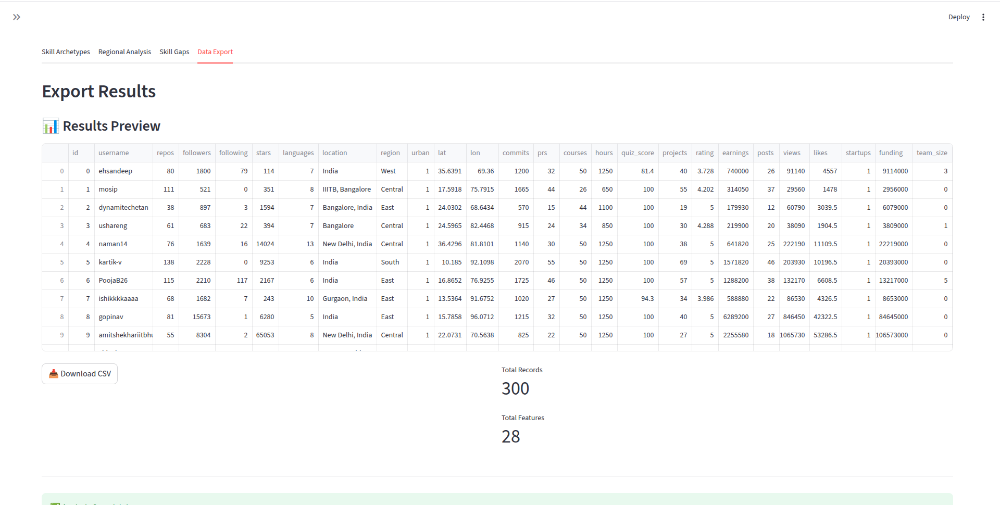 Deploy
Skill Archetypes Regional Analysis Skill Gaps Data Export
Export Results
Results Preview
id username repos followers following stars languages location region urban lat lon commits prs courses hours quiz_score projects rating earnings posts views likes startups funding team_size
0 0 ehsandeep 80 1800 79 114 7 India West 1 35.6391 69.36 1200 32 50 1250 81.4 40 3.728 740000 26 91140 4557 1 9114000 3
1 1 mosip 111 521 0 351 8 IIITB, Bangalore Central 1 17.5918 75.7915 1665 44 26 650 100 55 4.202 314050 37 29560 1478 1 2956000 0
2 2 dynamitechetan 38 897 3 1594 7 Bangalore, India East 1 24.0302 68.6434 570 15 44 1100 100 19 5 179930 12 60790 3039.5 1 6079000 0
3 3 ushareng 61 683 22 394 7 Bangalore Central 1 24.5965 82.4468 915 24 34 850 100 30 4.288 219900 20 38090 1904.5 1 3809000 1
4 4 naman14 76 1639 16 14024 13 New Delhi, India Central 1 36.4296 81.8101 1140 30 50 1250 100 38 5 641820 25 222190 11109.5 1 22219000 0
5 5 kartik-v 138 2228 0 9253 6 India South 1 10.185 92.1098 2070 55 50 1250 100 69 5 1571820 46 203930 10196.5 1 20393000 0
6 6 PoojaB26 115 2210 117 2167 6 India East 1 16.8652 76.9255 1725 46 50 1250 100 57 5 1288200 38 132170 6608.5 1 13217000 5
7 7 ishikkkkaaaa 68 1682 7 243 10 Gurgaon, India East 1 13.5364 91.6752 1020 27 50 1250 94.3 34 3.986 588880 22 86530 4326.5 1 8653000 0
8 8 gopinav 81 15673 1 6280 5 India East 1 15.7858 96.0712 1215 32 50 1250 100 40 5 6289200 27 846450 42322.5 1 84645000 0
9 9 amitshekhariitbhu 55 8304 2 65053 8 New Delhi, India Central 1 22.0731 70.5638 825 22 50 1250 100 27 5 2255580 18 1065730 53286.5 1 106573000 0
Download CSV
Total Records
300
Total Features
28